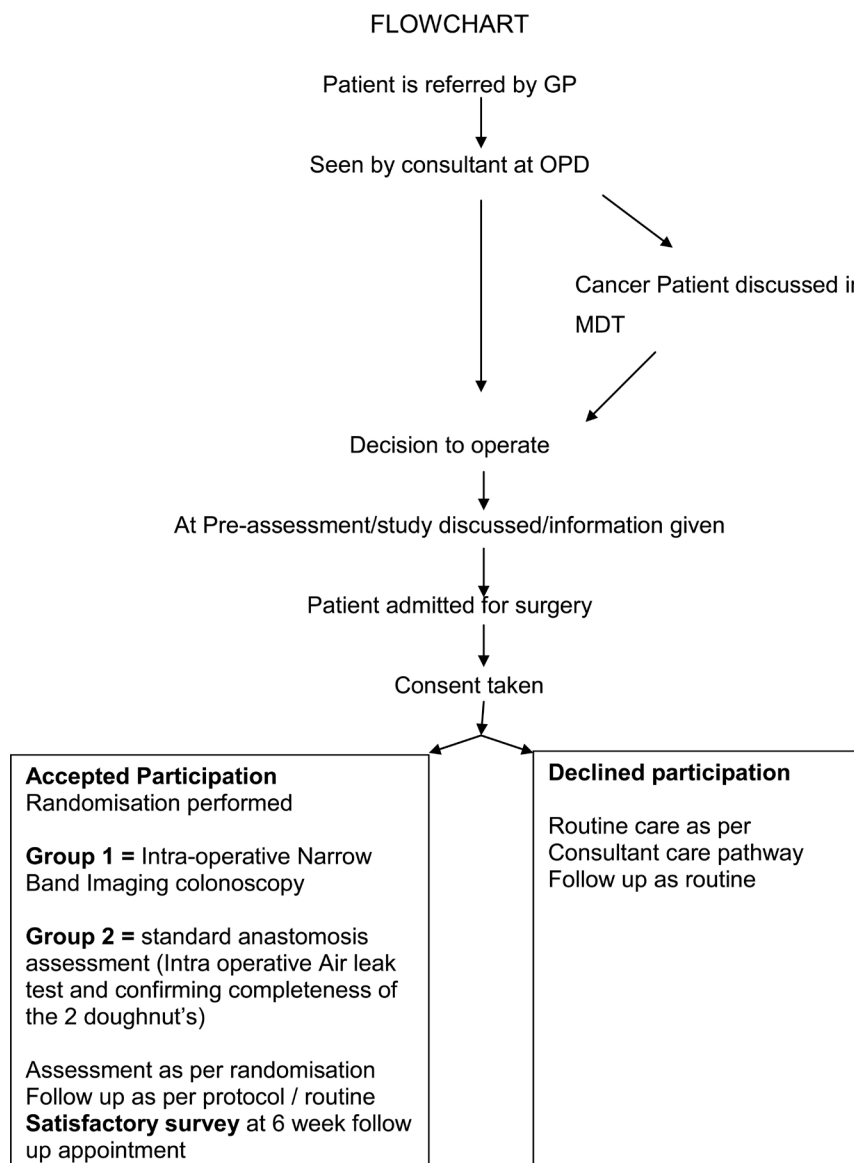 FLOWCHART
Patient is referred by GP
Seen by consultant at OPD
Cancer Patient discussed
MDT
Decision to operate
At Pre-assessment/study discussed/information given
Patient admitted for surgery
Consent taken
Accepted Participation
Randomisation performed
Group 1 = Intra-operative Narrow
Band Imaging colonoscopy
Group 2 = standard anastomosis
assessment (Intra operative Air leak
test and confirming completeness of
the 2 doughnut's)
Assessment as per randomisation
Follow up as per protocol / routine
Satisfactory survey at 6 week follow
up appointment
Declined participation
Routine care as per
Consultant care pathway
Follow up as routine